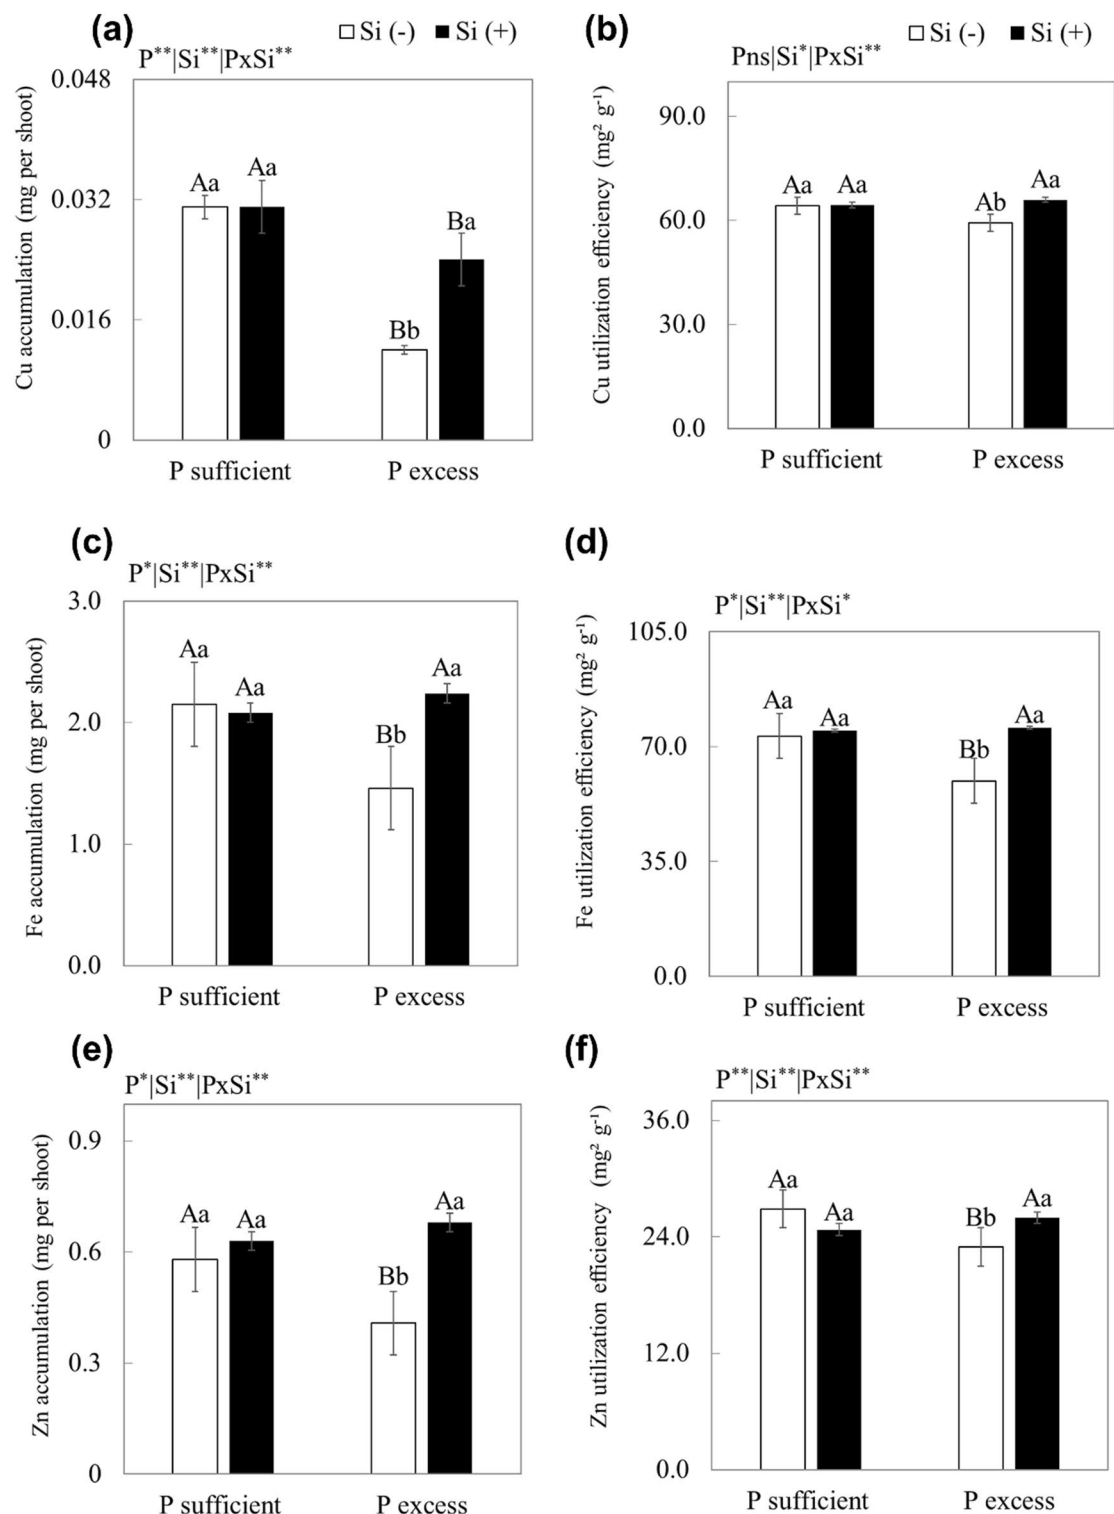 (a)
Si (-) Si (+)
P**|Si**|PxSi**
Cu accumulation (mg per shoot)
0.048
0.032
0.016
0
Aa
Aa
Bb
Ba
P sufficient
P excess
(b)
Si (-) Si (+)
Pns|Si*|PxSi**
Cu utilization efficiency (mg² g⁻¹)
90.0
60.0
30.0
0.0
Aa
Aa
Ab
Aa
P sufficient
P excess
(c)
P*|Si**|PxSi**
Fe accumulation (mg per shoot)
3.0
2.0
1.0
0.0
Aa
Aa
Bb
Aa
P sufficient
P excess
(d)
P*|Si**|PxSi*
Fe utilization efficiency (mg² g⁻¹)
105.0
70.0
35.0
0.0
Aa
Aa
Bb
Aa
P sufficient
P excess
(e)
P*|Si**|PxSi**
Zn accumulation (mg per shoot)
0.9
0.6
0.3
0
Aa
Aa
Bb
Aa
P sufficient
P excess
(f)
P**|Si**|PxSi**
Zn utilization efficiency (mg² g⁻¹)
36.0
24.0
12.0
0.0
Aa
Aa
Bb
Aa
P sufficient
P excess